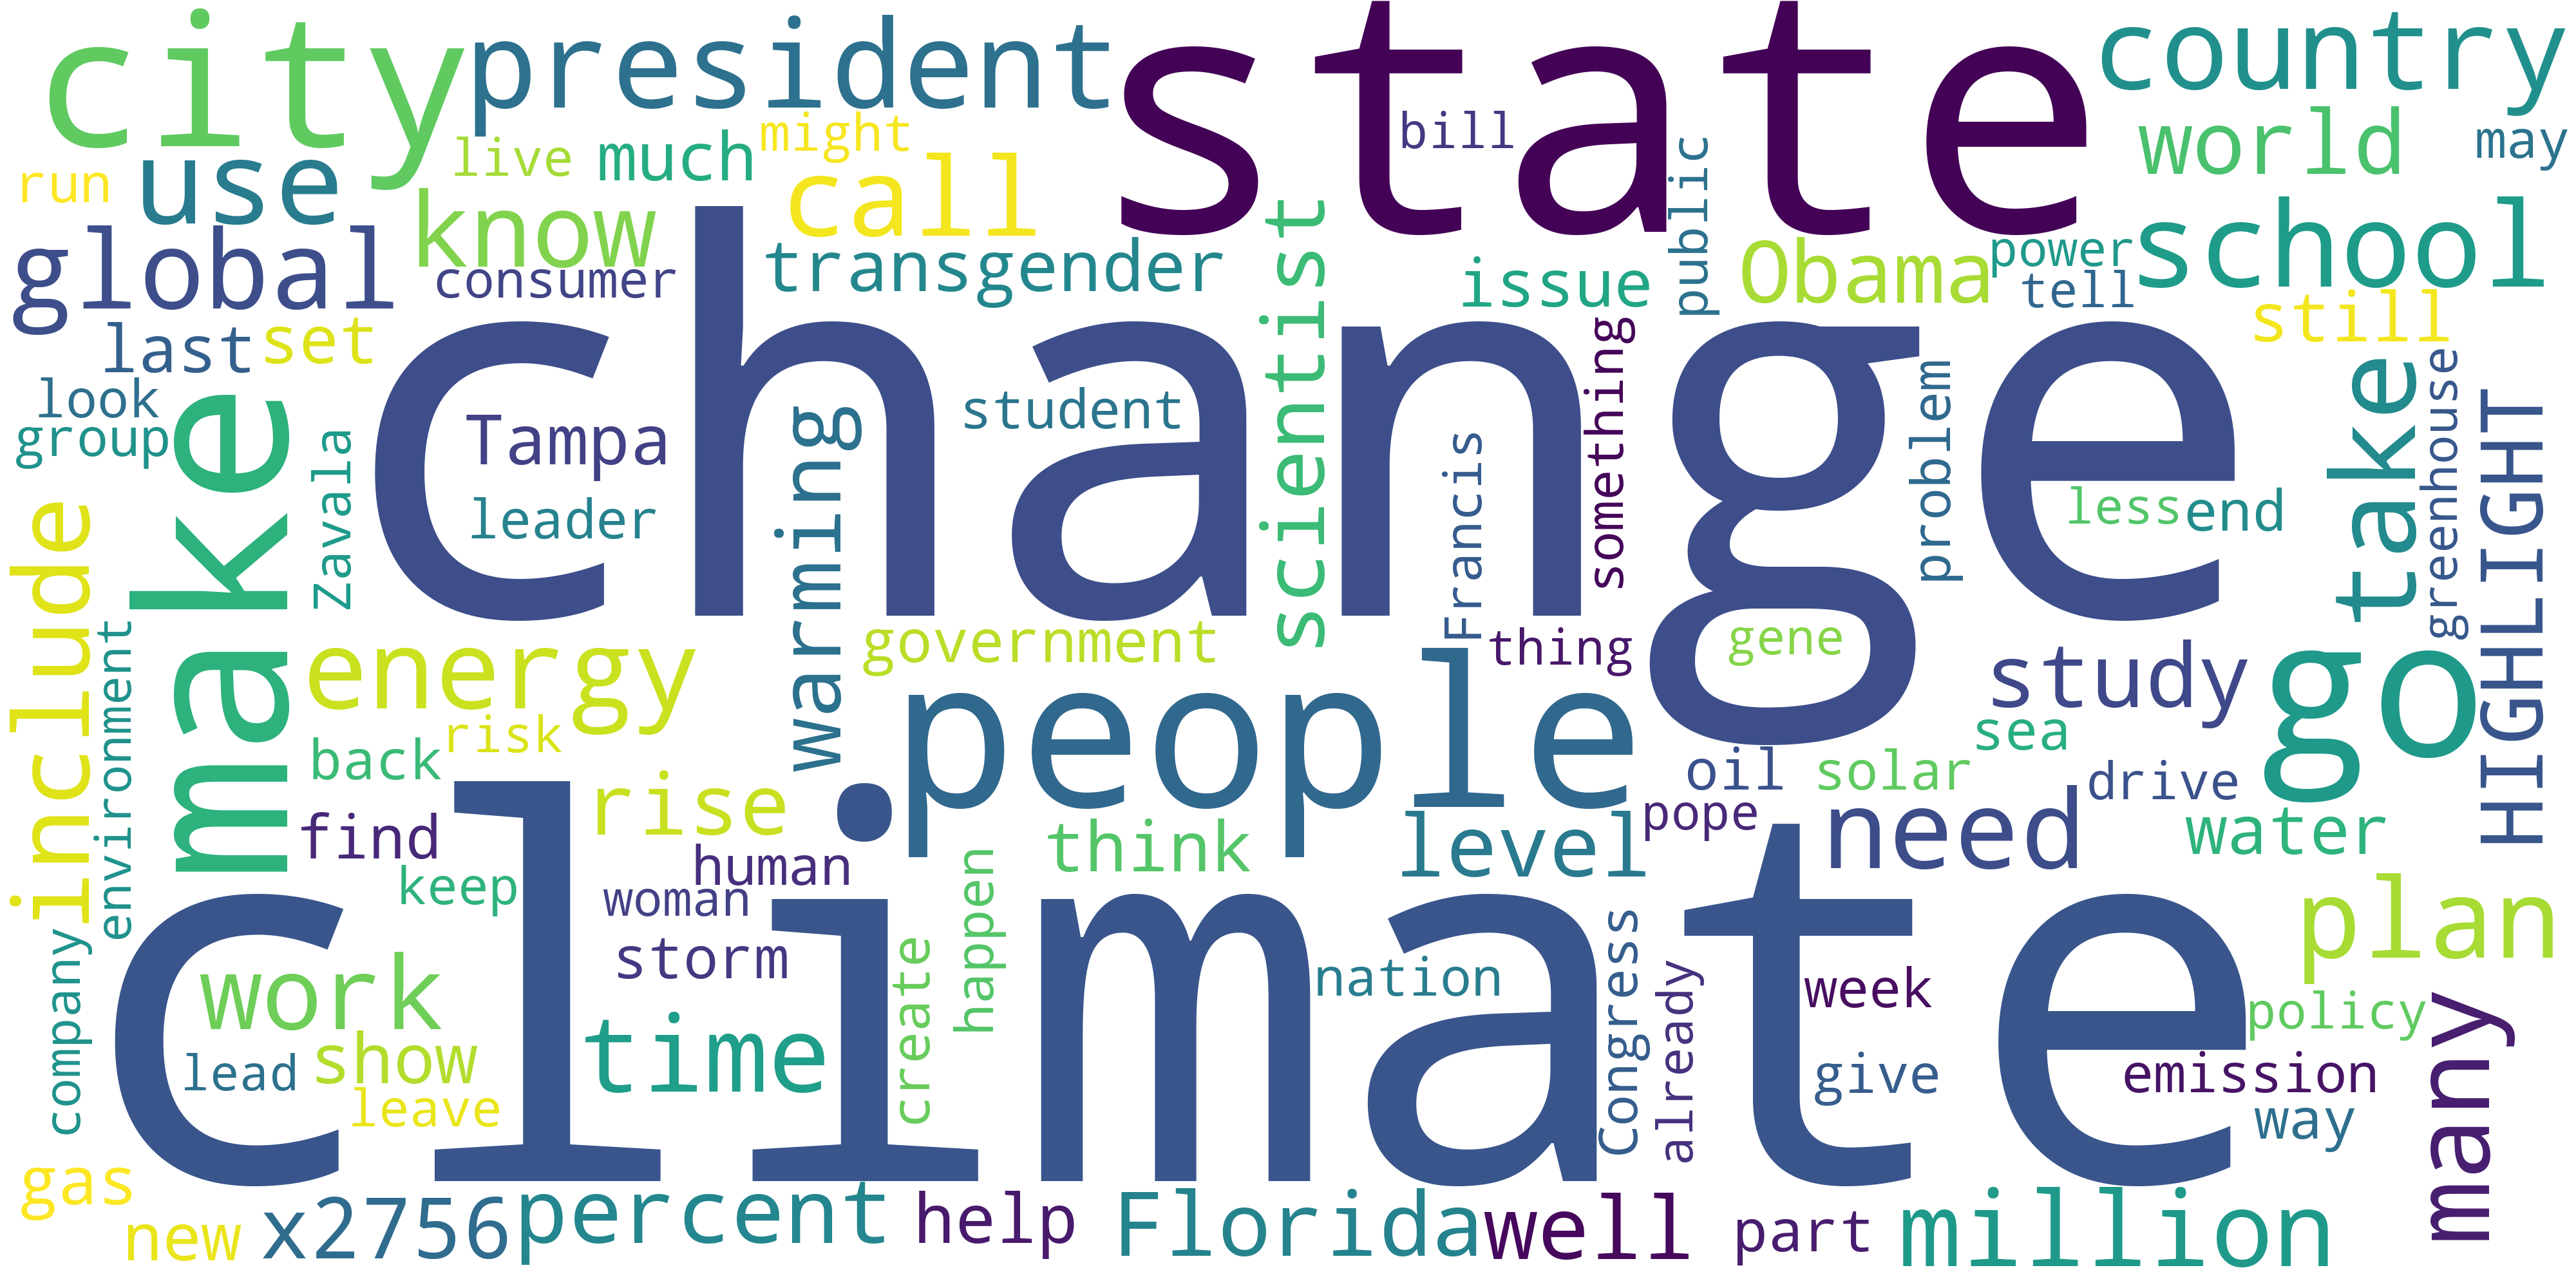 city
president
state
country
use
live
much
might
call
bill
public
world
may
run
know
global
consumer
transgender
scientist
issue
Obama
power
tell
school
last
set
still
look
group
make
Zavala
Tampa
leader
change
student
warming
something
Francis
problem
less
end
take
greenhouse
HIGHLIGHT
include
environment
energy
government
thing
gene
study
go
risk
back
people
sea
rise
oil
solar
drive
find
human
think
level
pope
need
water
keep
woman
storm
happen
create
climate
nation
Congress
already
week
plan
policy
company
work
show
lead
leave
time
give
emission
way
many
gas
new
x2756
percent
help
Florida
well
part
million